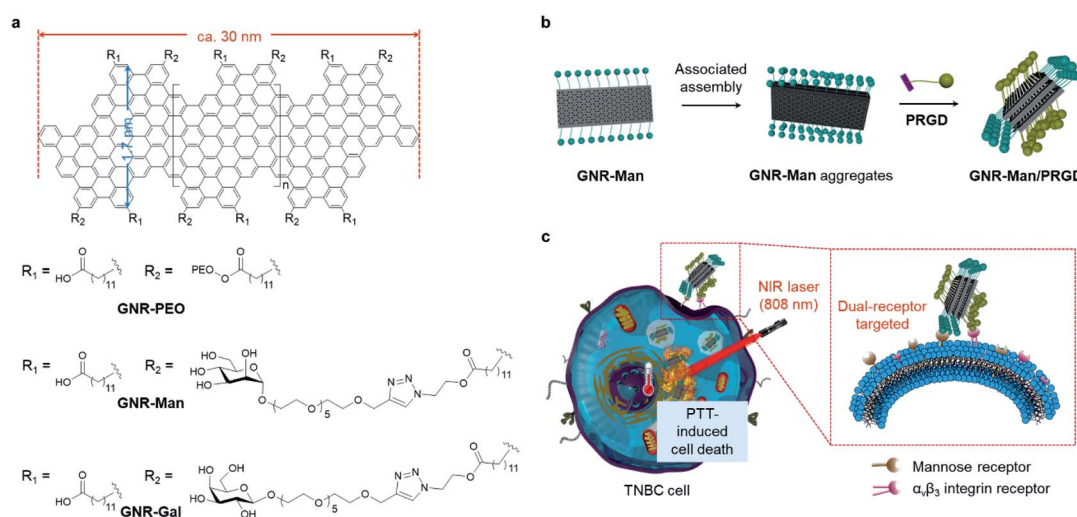 a
ca. 30 nm
R₁ R₂ R₁ R₂ R₁ R₂
1.7 nm
n
R₂ R₁ R₂ R₁ R₂ R₁
R₁ = HO O 11 R₂ = PEO O O 11
GNR-PEO
R₁ = HO O 11 R₂ = HO OH HO HO O O O O 5 O N=N N O O 11
GNR-Man
R₁ = HO O 11 R₂ = OH OH HO OH O O O 5 O N=N N O O 11
GNR-Gal
b
Associated
assembly
PRGD
GNR-Man
GNR-Man aggregates
GNR-Man/PRGD
c
NIR laser
(808 nm)
PTT-
induced
cell death
TNBC cell
Dual-receptor
targeted
Mannose receptor
αᵥβ₃ integrin receptor